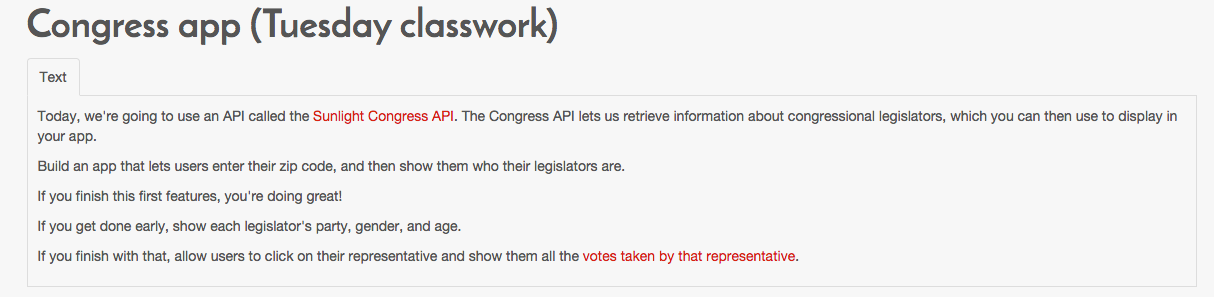 Congress app (Tuesday classwork)
Text
Today, we're going to use an API called the Sunlight Congress API. The Congress API lets us retrieve information about congressional legislators, which you can then use to display in
your app.
Build an app that lets users enter their zip code, and then show them who their legislators are.
If you finish this first features, you're doing great!
If you get done early, show each legislator's party, gender, and age.
If you finish with that, allow users to click on their representative and show them all the votes taken by that representative.